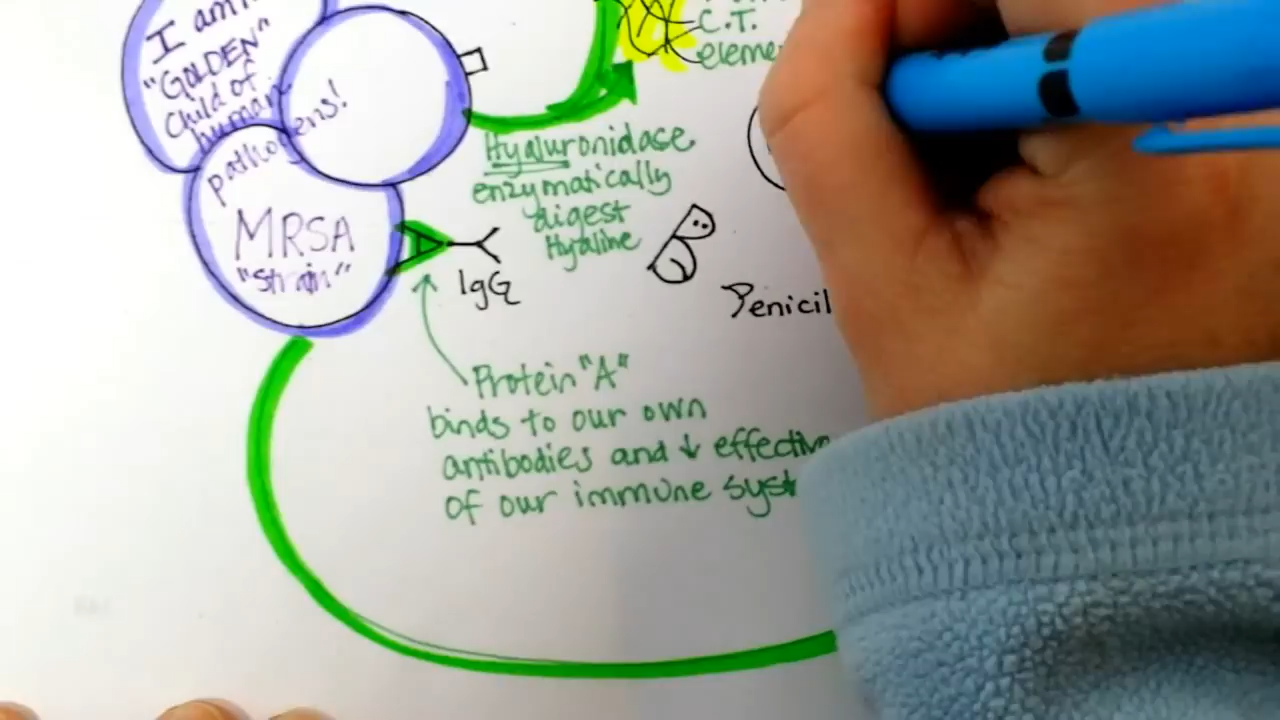 I am
"GOLDEN"
Child of
human
pathogens!
MRSA
"strain"
C.T.
Hyaluronidase
enzymatically
digest
Hyaline
IgG
Penicil
Protein "A"
binds to our own
antibodies and ↓ effective
of our immune syst